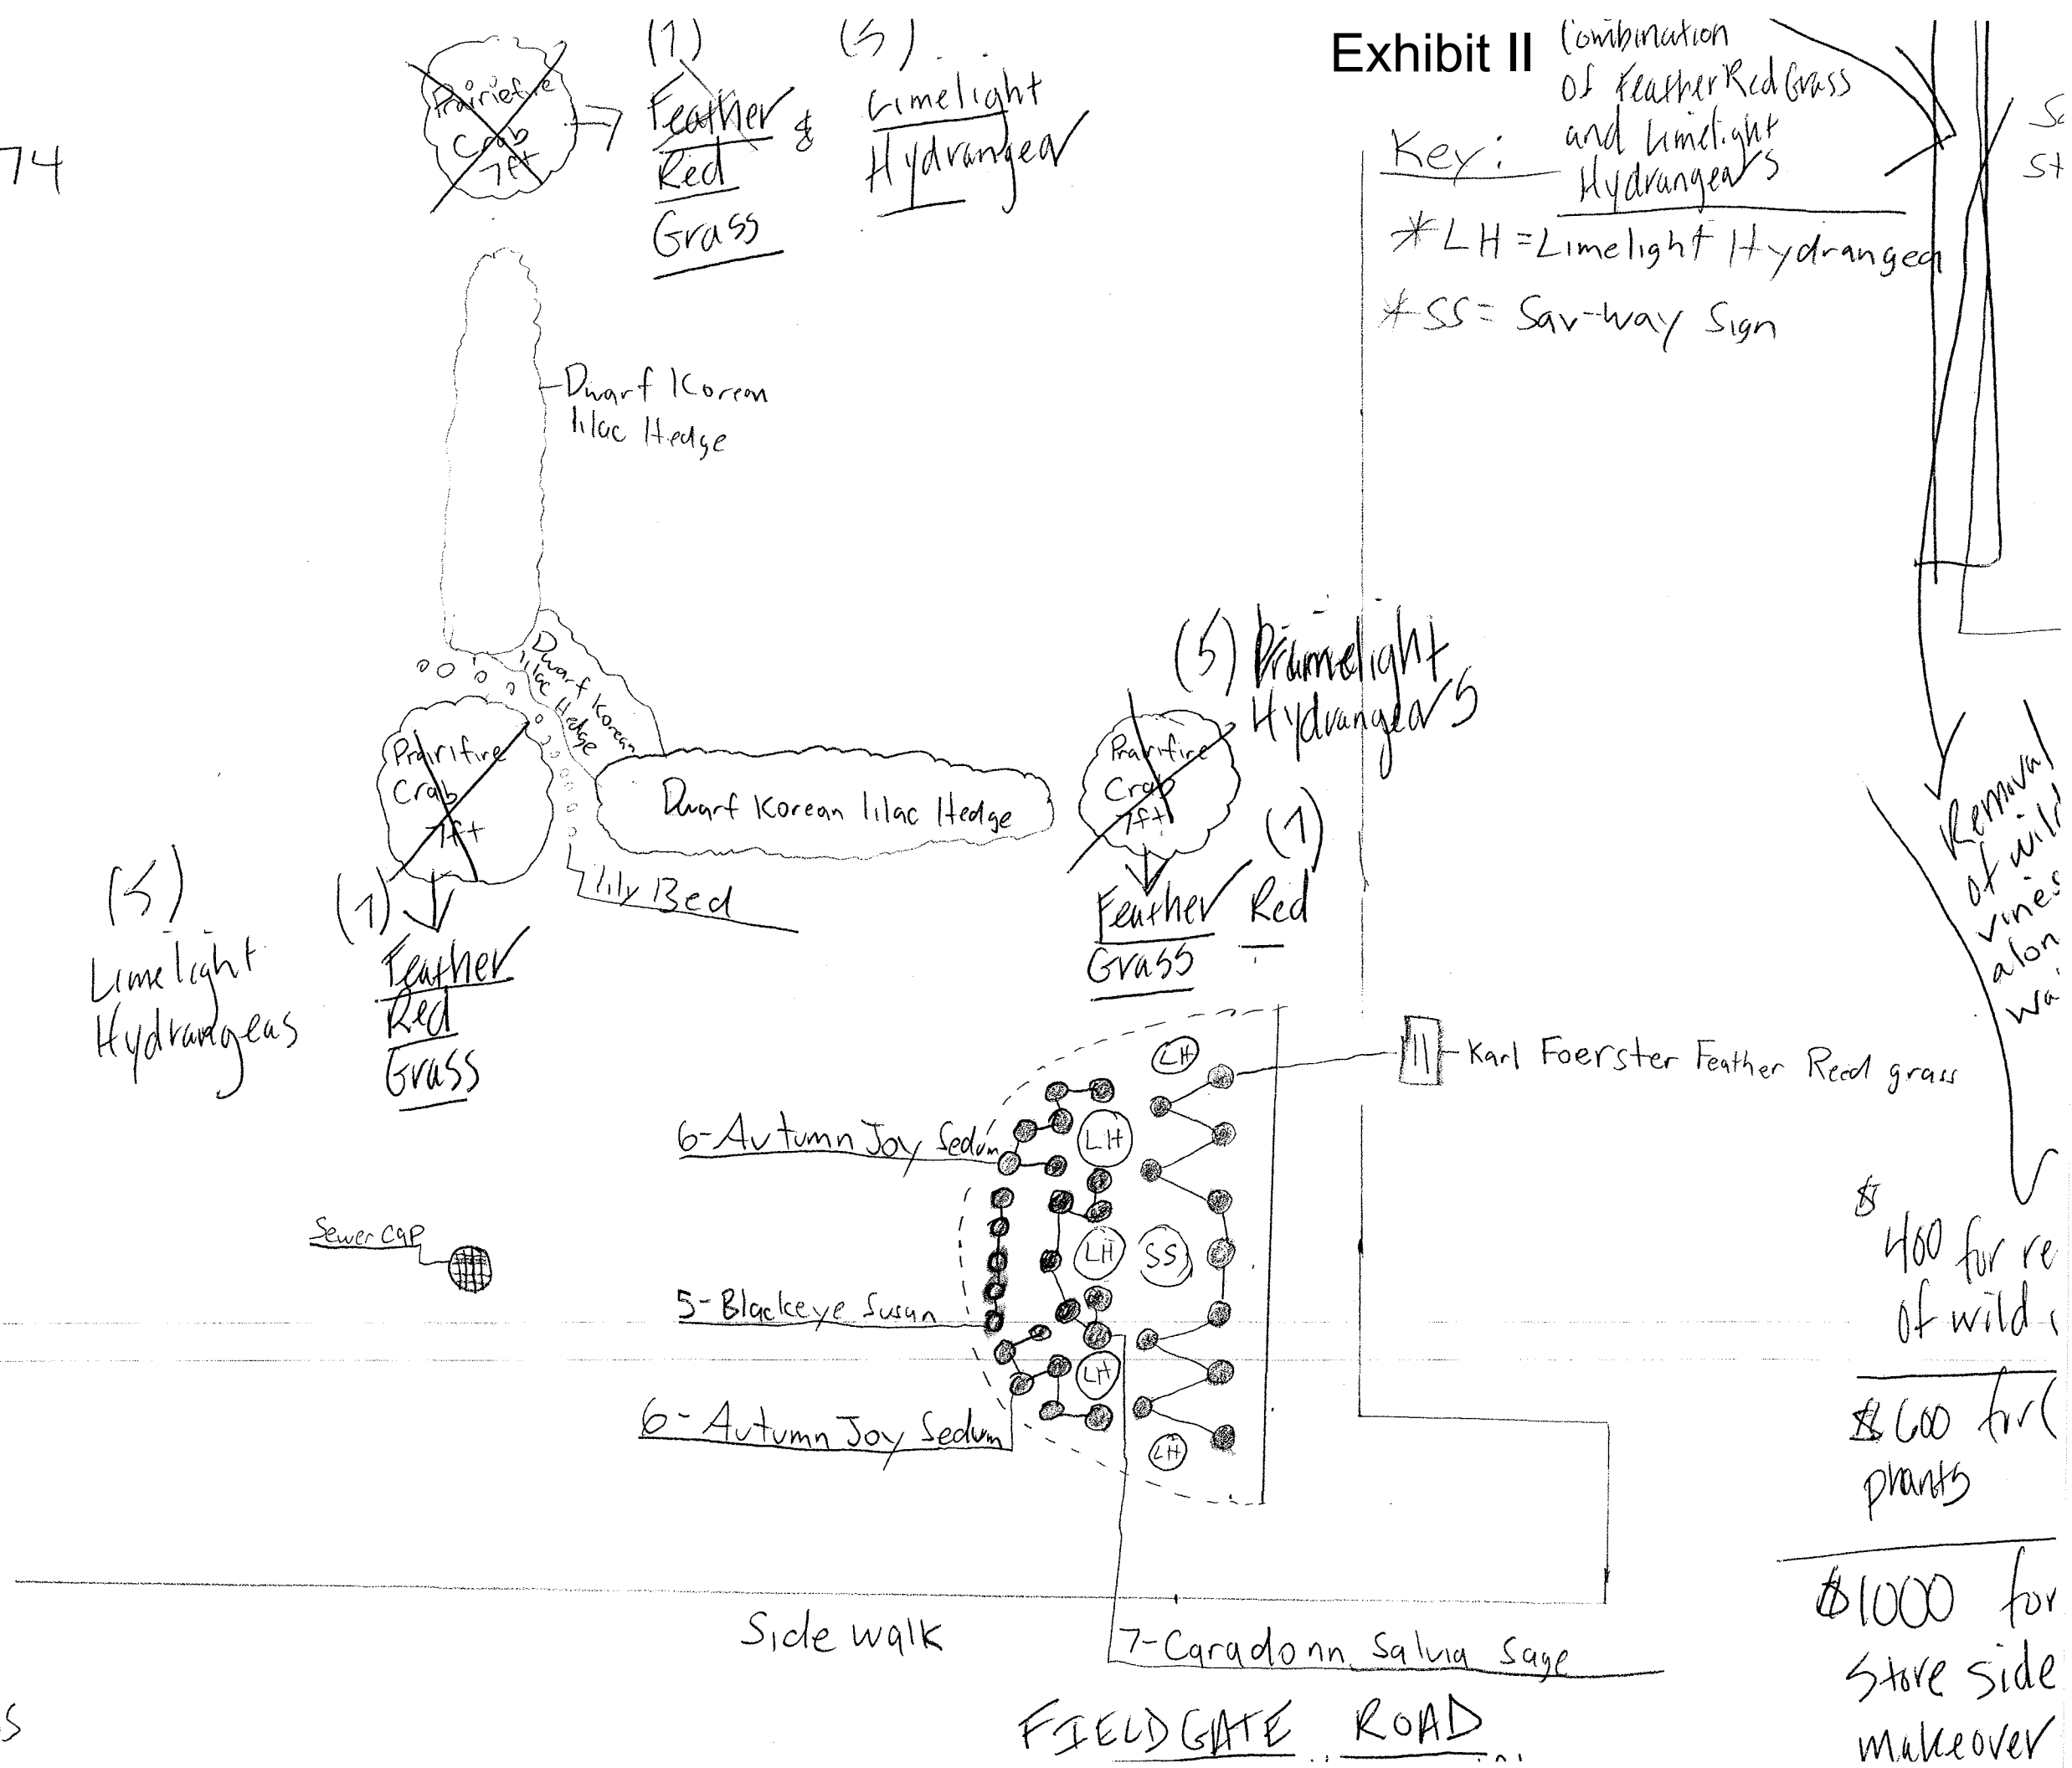 Exhibit II
Combination
of Feather Red Grass
and Limelight
Hydrangeas
74
Prairiefire
Crab
7ft
(1)
Feather
Red
Grass
&
(5)
Limelight
Hydrangea
Key:
*LH = Limelight Hydrangea
*SS = Sav-Way Sign
Dwarf Korean
lilac Hedge
Dwarf Korean
lilac Hedge
Prairifire
Crab
7ft
Dwarf Korean lilac Hedge
Prairifire
Crab
7ft
(5)
Hydrangeas
(1)
Feather Red
Grass
lily Bed
(5)
Limelight
Hydrangeas
(1)
Feather
Red
Grass
Removal
of wild
vines
alon
wa
LH
11 Karl Foerster Feather Reed grass
6-Autumn Joy Sedum
LH
Sewer cap
LH SS
5-Blackeye Susan
LH
6-Autumn Joy Sedum
LH
$
400 for re
of wild
$600 for
plants
$1000 for
Store side
makeover
Side walk
7-Caradonn Salvia Sage
FIELDGATE ROAD
s